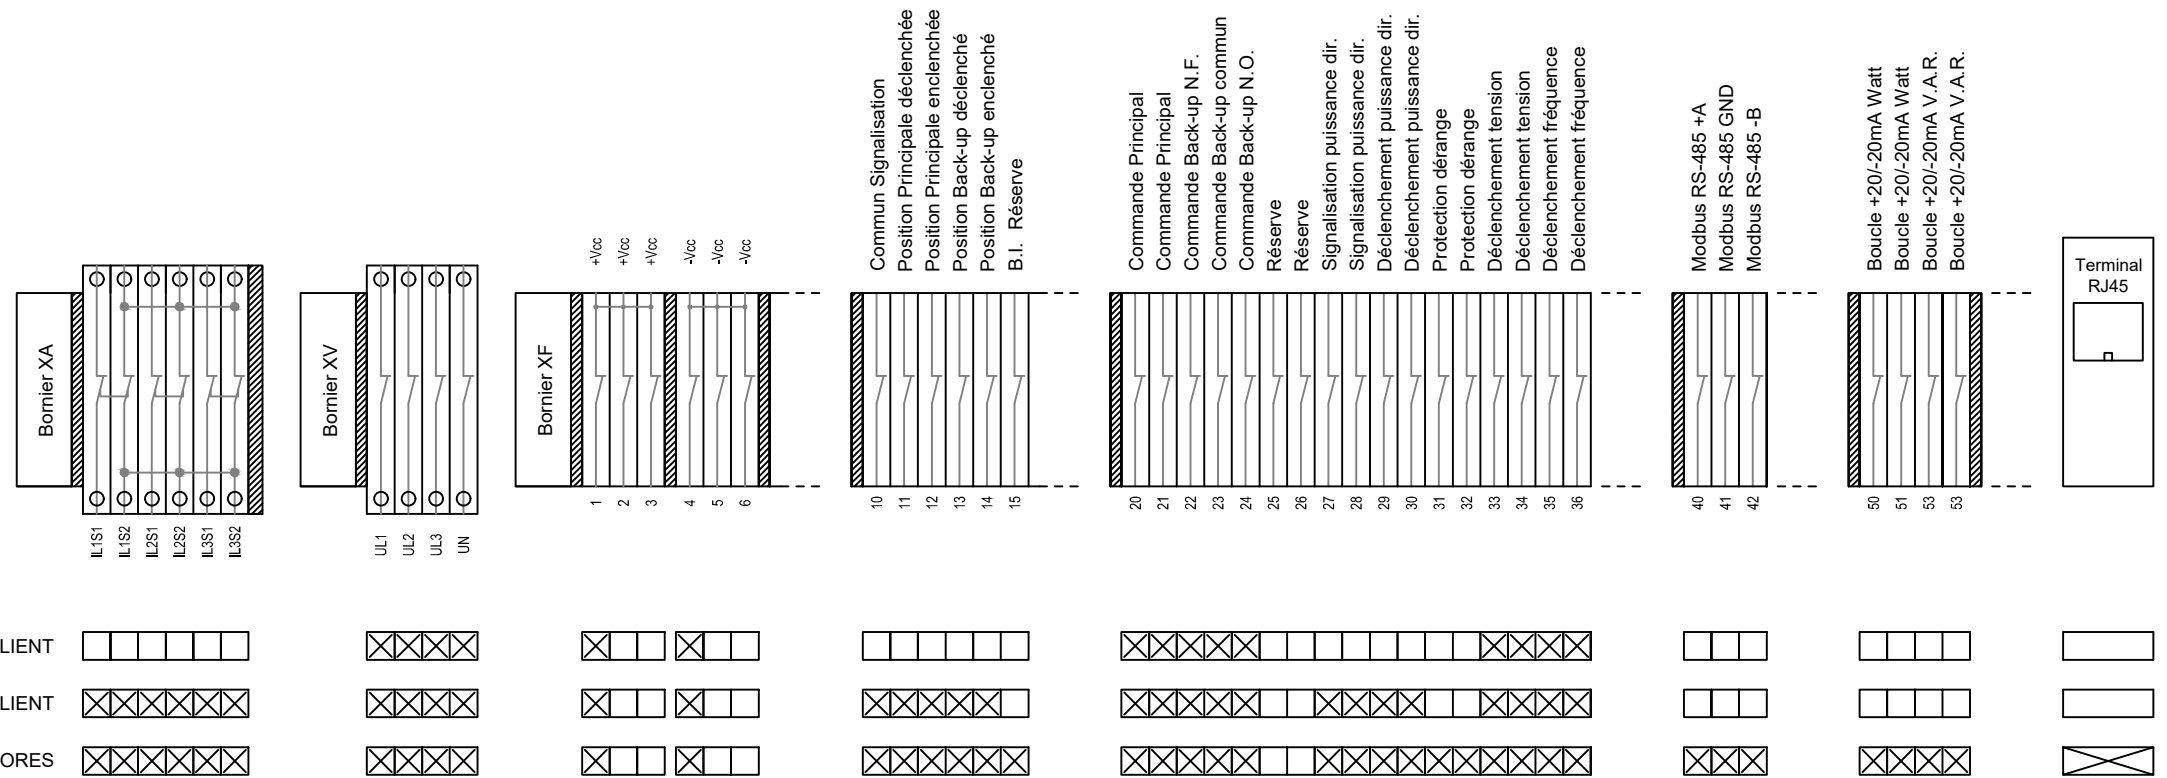 Bornier XA
IL1S1
IL1S2
IL2S1
IL2S2
IL3S1
IL3S2
Bornier XV
UL1
UL2
UL3
UN
Bornier XF
+Vcc
+Vcc
+Vcc
-Vcc
-Vcc
-Vcc
1
2
3
4
5
6
Commun Signalisation
Position Principale déclenchée
Position Principale enclenchée
Position Back-up déclenché
Position Back-up enclenché
B.I. Réserve
10
11
12
13
14
15
Commande Principal
Commande Principal
Commande Back-up N.F.
Commande Back-up commun
Commande Back-up N.O.
Réserve
Réserve
Signalisation puissance dir.
Signalisation puissance dir.
Déclenchement puissance dir.
Déclenchement puissance dir.
Protection dérange
Protection dérange
Déclenchement tension
Déclenchement tension
Déclenchement fréquence
Déclenchement fréquence
20
21
22
23
24
25
26
27
28
29
30
31
32
33
34
35
36
Modbus RS-485 +A
Modbus RS-485 GND
Modbus RS-485 -B
40
41
42
Boucle +20/-20mA Watt
Boucle +20/-20mA Watt
Boucle +20/-20mA V.A.R.
Boucle +20/-20mA V.A.R.
50
51
53
53
Terminal
RJ45
LIENT
LIENT
ORES